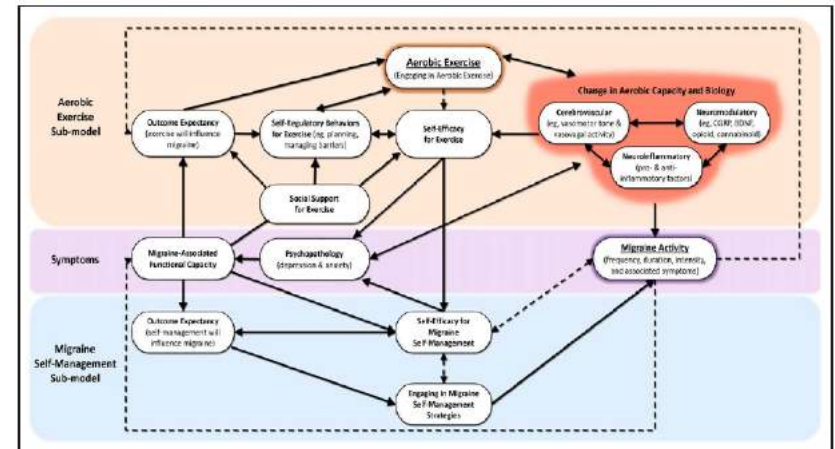 Aerobic Exercise
(Engaging in Aerobic Exercise)
Change in Aerobic Capacity and Biology
Aerobic
Exercise
Sub-model
Outcome Expectancy
(exercise will influence
migraine)
Self-Regulatory Behaviors
for Exercise (eg, planning,
managing barriers)
Self-Efficacy
for Exercise
Cerebrovascular
(eg, vasomotor tone &
vasovagal activity)
Neuromodulatory
(eg, CGRP, BDNF,
opioid, cannabinoid)
Neuroinflammatory
(pro- & anti-
inflammatory factors)
Social Support
for Exercise
Symptoms
Migraine-Associated
Functional Capacity
Psychopathology
(depression & anxiety)
Migraine Activity
(frequency, duration, intensity,
and associated symptoms)
Migraine
Self-Management
Sub-model
Outcome Expectancy
(self-management will
influence migraine)
Self-Efficacy for
Migraine
Self-Management
Engaging in Migraine
Self-Management
Strategies